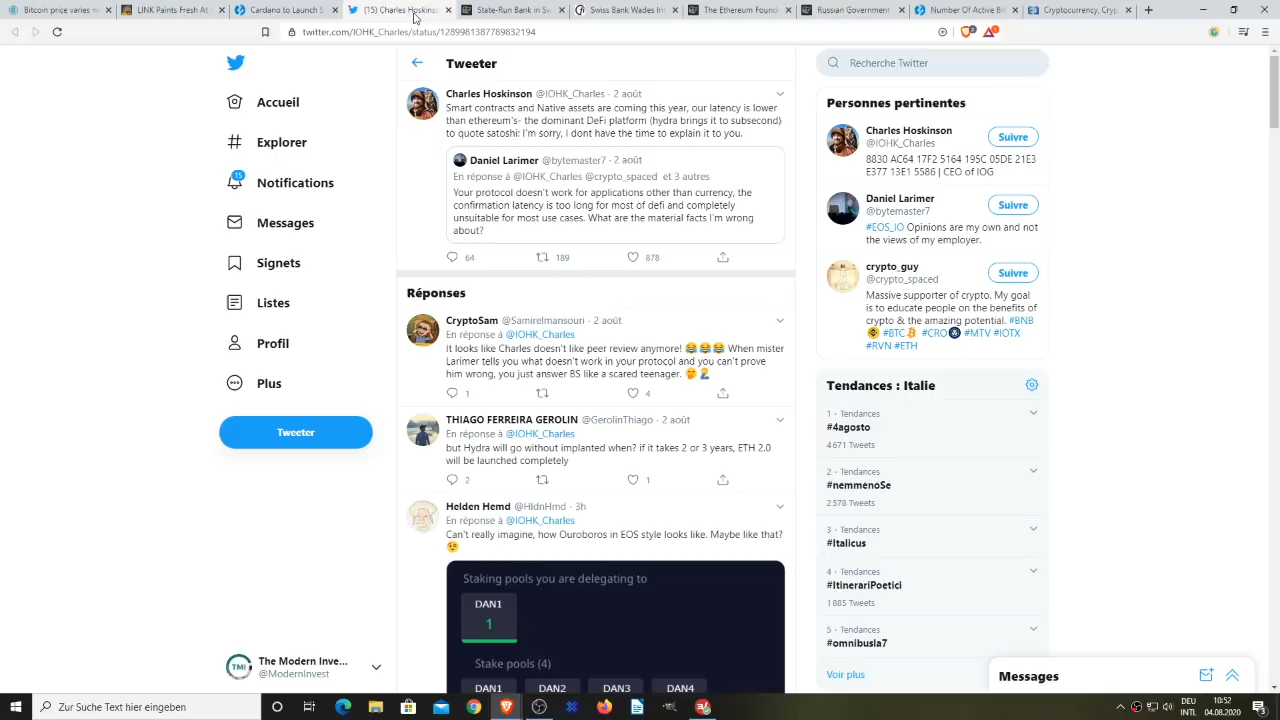 Bitcoin price varies ne
LINK Paints Fresh At
Cardano to Launch S
(15) Charles Hoskinson
State-Run Bank in Sw
Swiss Bank Wades Int
The Ethereum Founde
Russian Government
Number Of Active Bit
Cryptocurrency, Cryp
twitter.com/IOHK_Charles/status/1289981387789832194
Accueil
Explorer
15
Notifications
Messages
Signets
Listes
Profil
Plus
Tweeter
The Modern Inve...
@ModernInvest
Tweeter
Charles Hoskinson @IOHK_Charles · 2 août
Smart contracts and Native assets are coming this year, our latency is lower
than ethereum's- the dominant DeFi platform (hydra brings it to subsecond)
to quote satoshi: I'm sorry, I dont have the time to explain it to you.
Daniel Larimer @bytemaster7 · 2 août
En réponse à @IOHK_Charles @crypto_spaced et 3 autres
Your protocol doesn't work for applications other than currency, the
confirmation latency is too long for most of defi and completely
unsuitable for most use cases. What are the material facts I'm wrong
about?
64 189 878
Réponses
CryptoSam @Samirelmansouri · 2 août
En réponse à @IOHK_Charles
It looks like Charles doesn't like peer review anymore! 😂😂😂 When mister
Larimer tells you what doesn't work in your protocol and you can't prove
him wrong, you just answer BS like a scared teenager.
1 4
THIAGO FERREIRA GEROLIN @GerolinThiago · 2 août
En réponse à @IOHK_Charles
but Hydra will go without implanted when? if it takes 2 or 3 years, ETH 2.0
will be launched completely
2 1
Helden Hemd @HldnHmd · 3h
En réponse à @IOHK_Charles
Can't really imagine, how Ouroboros in EOS style looks like. Maybe like that?
Staking pools you are delegating to
DAN1
1
Stake pools (4)
DAN1 DAN2 DAN3 DAN4
Recherche Twitter
Personnes pertinentes
Charles Hoskinson
@IOHK_Charles
Suivre
8830 AC64 17F2 5164 195C 05DE 21E3
E377 13E1 5586 | CEO of IOG
Daniel Larimer
@bytemaster7
Suivre
#EOS_IO Opinions are my own and not
the views of my employer.
crypto_guy
@crypto_spaced
Suivre
Massive supporter of crypto. My goal
is to educate people on the benefits of
crypto & the amazing potential. #BNB
#BTC #CRO #MTV #IOTX
#RVN #ETH
Tendances : Italie
1 · Tendances
#4agosto
4 671 Tweets
2 · Tendances
#nemmenoSe
2 578 Tweets
3 · Tendances
#Italicus
4 · Tendances
#ItinerariPoetici
1 885 Tweets
5 · Tendances
#omnibusla7
Voir plus
Messages
Zur Suche Text hier eingeben
TMI
DEU
INTL
10:52
04.08.2020